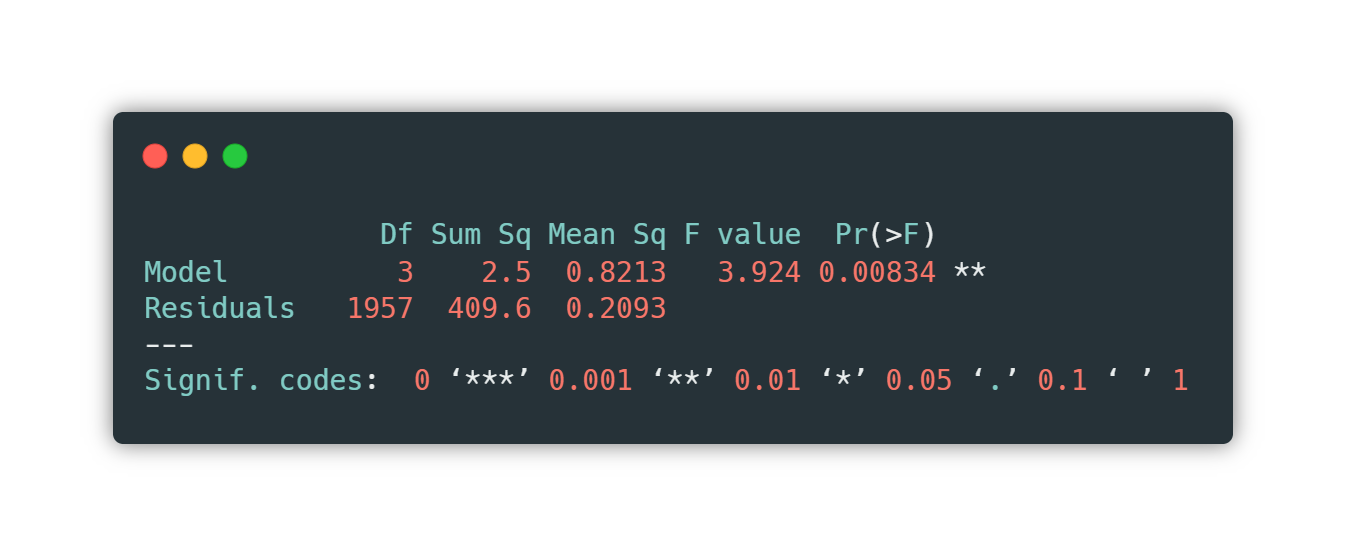 Df Sum Sq Mean Sq F value Pr(>F)
Model 3 2.5 0.8213 3.924 0.00834 **
Residuals 1957 409.6 0.2093
---
Signif. codes: 0 ‘***’ 0.001 ‘**’ 0.01 ‘*’ 0.05 ‘.’ 0.1 ‘ ’ 1